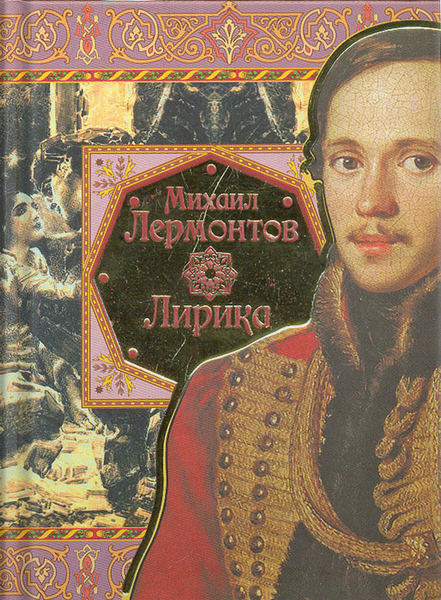 Михаил
Лермонтов
Лирика